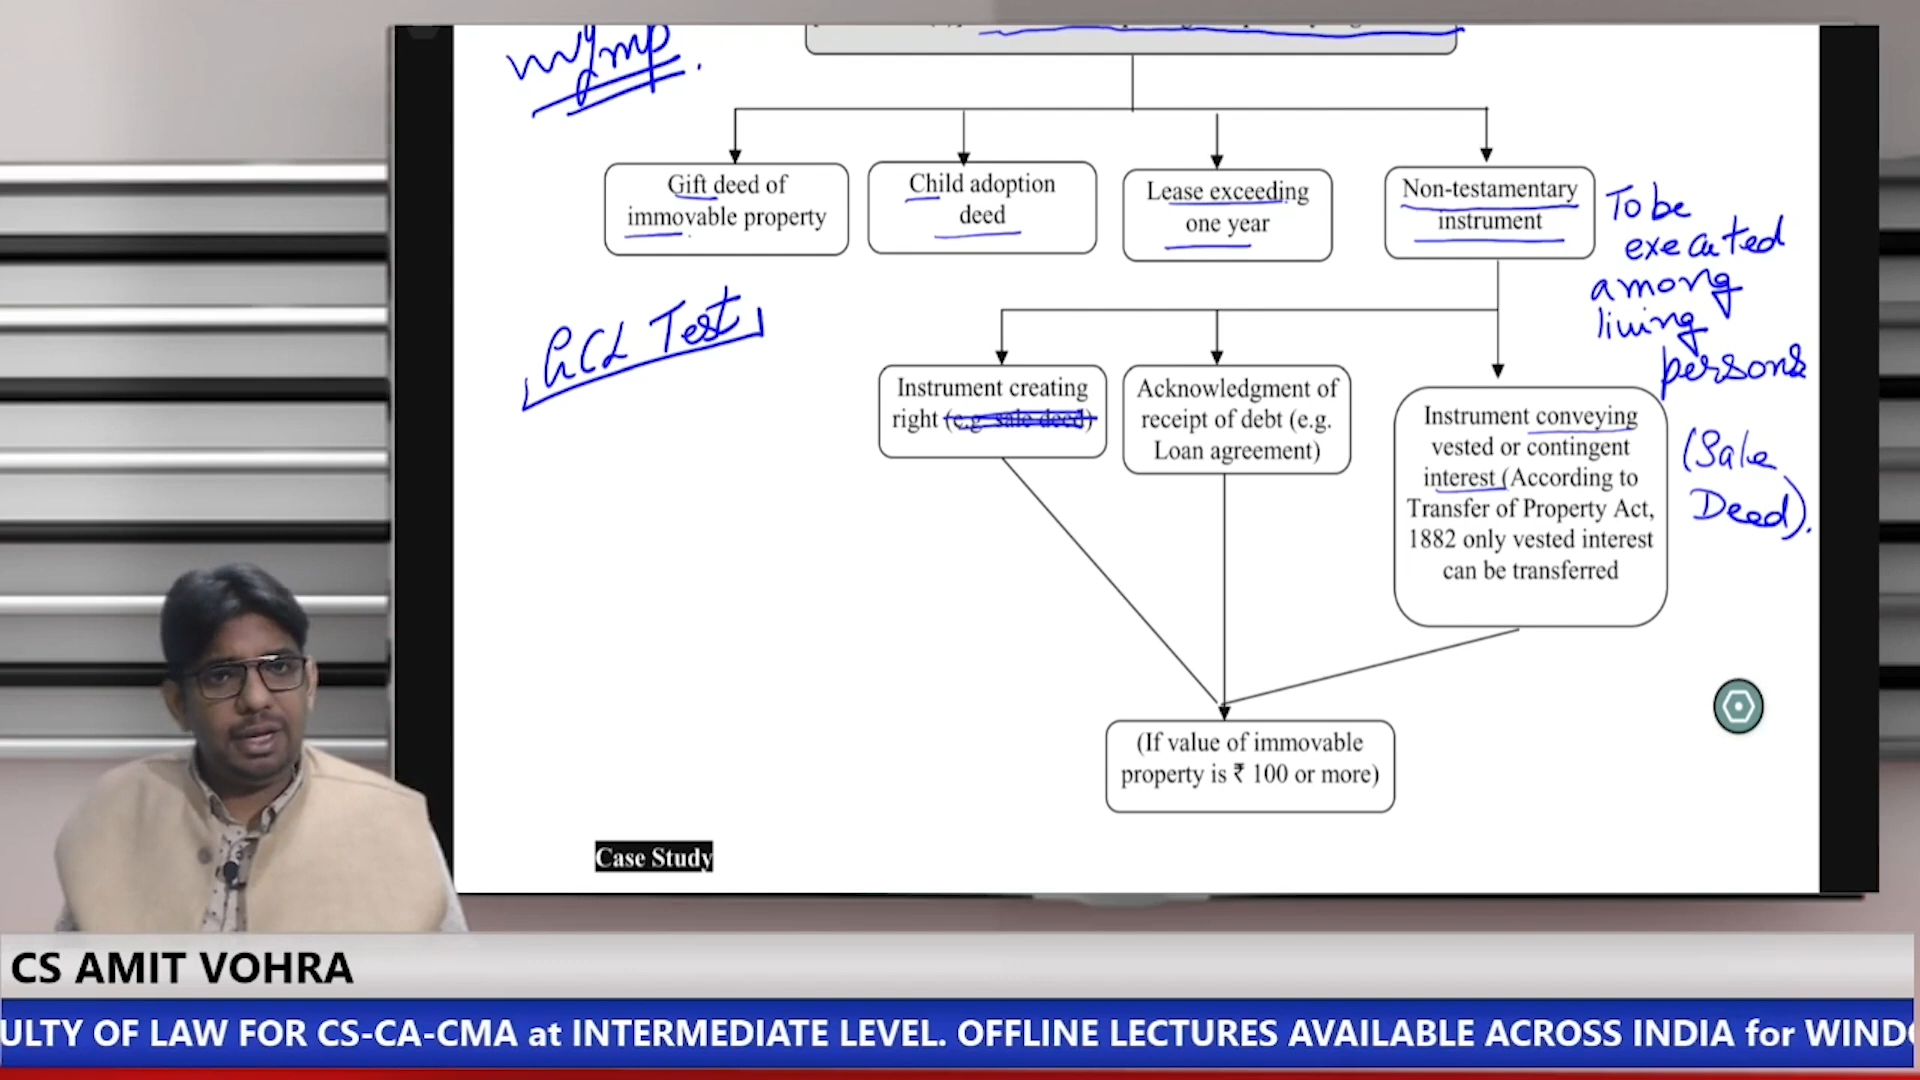 Gift deed of
immovable property
Child adoption
deed
Lease exceeding
one year
Non-testamentary
instrument
To be
executed
among
living
persons
Test
Instrument creating
right (e.g. sale deed)
Acknowledgment of
receipt of debt (e.g.
Loan agreement)
Instrument conveying
vested or contingent
interest (According to
Transfer of Property Act,
1882 only vested interest
can be transferred
(Sale
Deed).
(If value of immovable
property is ₹ 100 or more)
Case Study
CS AMIT VOHRA
ULTY OF LAW FOR CS-CA-CMA at INTERMEDIATE LEVEL. OFFLINE LECTURES AVAILABLE ACROSS INDIA for WINDO